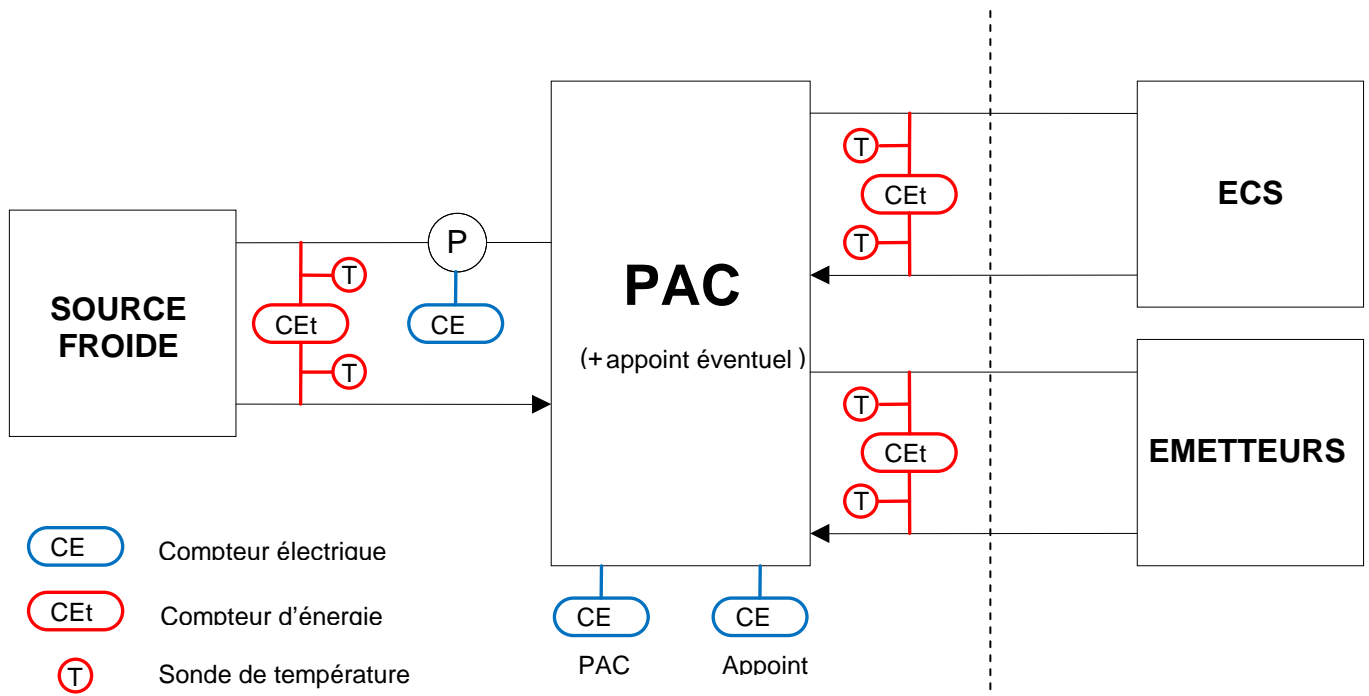 SOURCE
FROIDE
T
CEt
T
P
CE
PAC
(+ appoint éventuel )
T
CEt
T
ECS
T
CEt
T
EMETTEURS
CE
PAC
CE
Appoint
CE Compteur électrique
CEt Compteur d'énergie
T Sonde de température